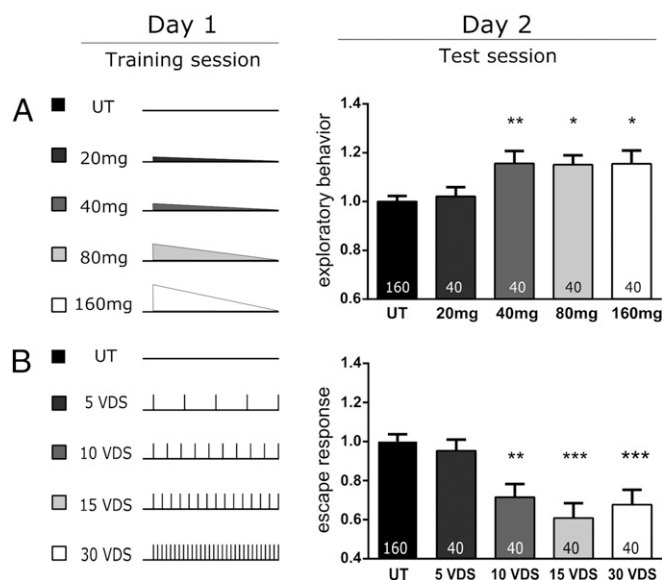 Day 1
Training session
Day 2
Test session
A
UT
20mg
40mg
80mg
160mg
exploratory behavior
1.4
1.2
1.0
0.8
0.6
** * *
160 40 40 40 40
UT 20mg 40mg 80mg 160mg
B
UT
5 VDS
10 VDS
15 VDS
30 VDS
escape response
1.4
1.2
1.0
0.8
0.6
0.4
** *** ***
160 40 40 40 40
UT 5 VDS 10 VDS 15 VDS 30 VDS